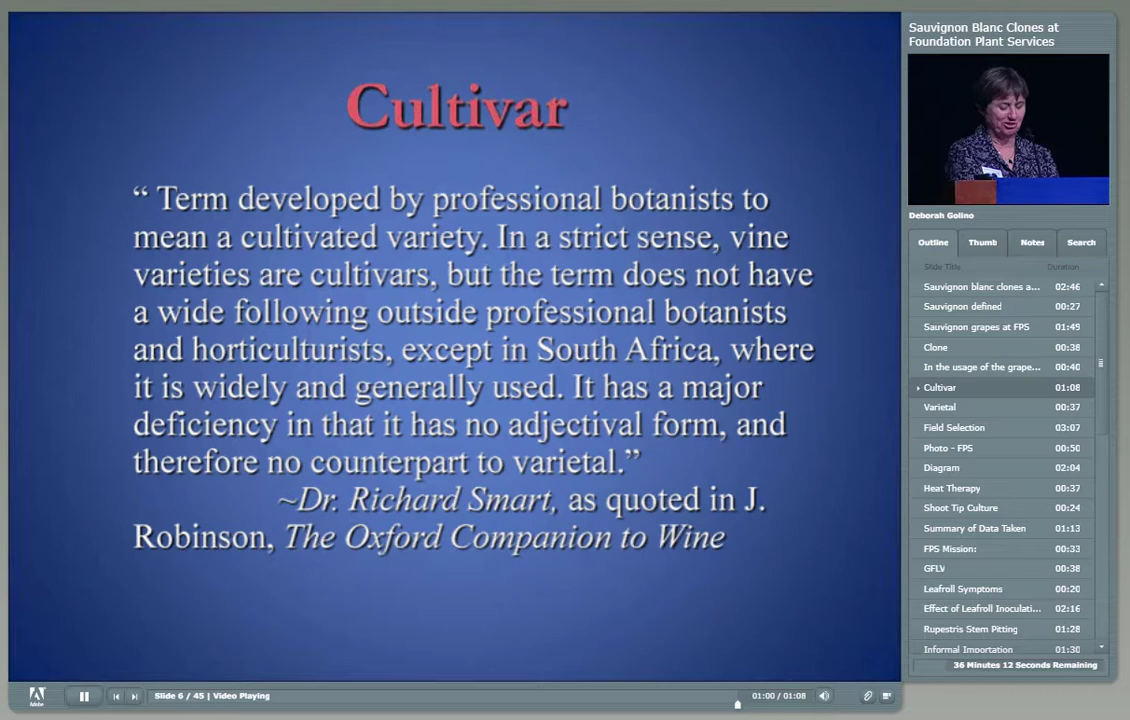 Cultivar
“ Term developed by professional botanists to
mean a cultivated variety. In a strict sense, vine
varieties are cultivars, but the term does not have
a wide following outside professional botanists
and horticulturists, except in South Africa, where
it is widely and generally used. It has a major
deficiency in that it has no adjectival form, and
therefore no counterpart to varietal.”
~Dr. Richard Smart, as quoted in J.
Robinson, The Oxford Companion to Wine
Sauvignon Blanc Clones at
Foundation Plant Services
Deborah Golino
Outline Thumb Notes Search
Slide Title Duration
Sauvignon blanc clones a... 02:46
Sauvignon defined 00:27
Sauvignon grapes at FPS 01:49
Clone 00:38
In the usage of the grape... 00:40
Cultivar 01:08
Varietal 00:37
Field Selection 03:07
Photo - FPS 00:50
Diagram 02:04
Heat Therapy 00:37
Shoot Tip Culture 00:24
Summary of Data Taken 01:13
FPS Mission: 00:33
GFLV 00:38
Leafroll Symptoms 00:20
Effect of Leafroll Inoculati... 02:16
Rupestris Stem Pitting 01:28
Informal Importation 01:30
36 Minutes 12 Seconds Remaining
Adobe
Slide 6 / 45 | Video Playing
01:00 / 01:08